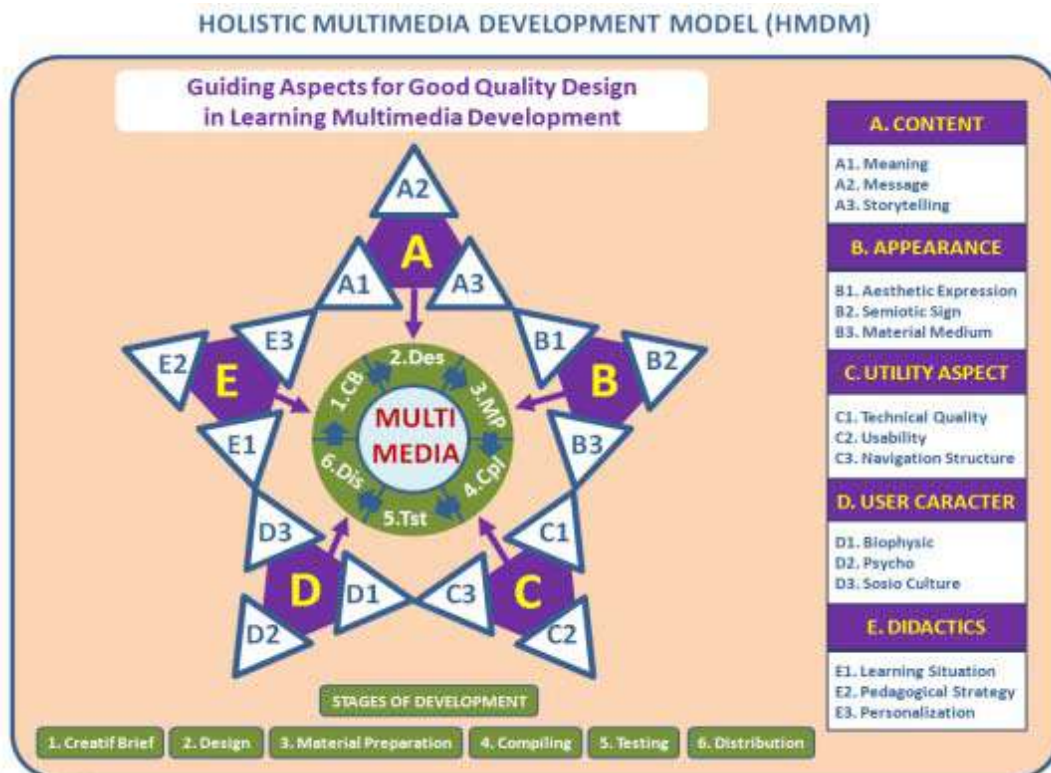 HOLISTIC MULTIMEDIA DEVELOPMENT MODEL (HMDM)
Guiding Aspects for Good Quality Design
in Learning Multimedia Development
A2
A
A1
A3
E2
E
E3
E1
B1
B
B2
B3
1.CB
2.Des
3.MP
4.Cpl
5.Tst
6.Dis
MULTI
MEDIA
D3
D
D1
D2
C1
C
C3
C2
A. CONTENT
A1. Meaning
A2. Message
A3. Storytelling
B. APPEARANCE
B1. Aesthetic Expression
B2. Semiotic Sign
B3. Material Medium
C. UTILITY ASPECT
C1. Technical Quality
C2. Usability
C3. Navigation Structure
D. USER CARACTER
D1. Biophysic
D2. Psycho
D3. Sosio Culture
E. DIDACTICS
E1. Learning Situation
E2. Pedagogical Strategy
E3. Personalization
STAGES OF DEVELOPMENT
1. Creatif Brief
2. Design
3. Material Preparation
4. Compiling
5. Testing
6. Distribution